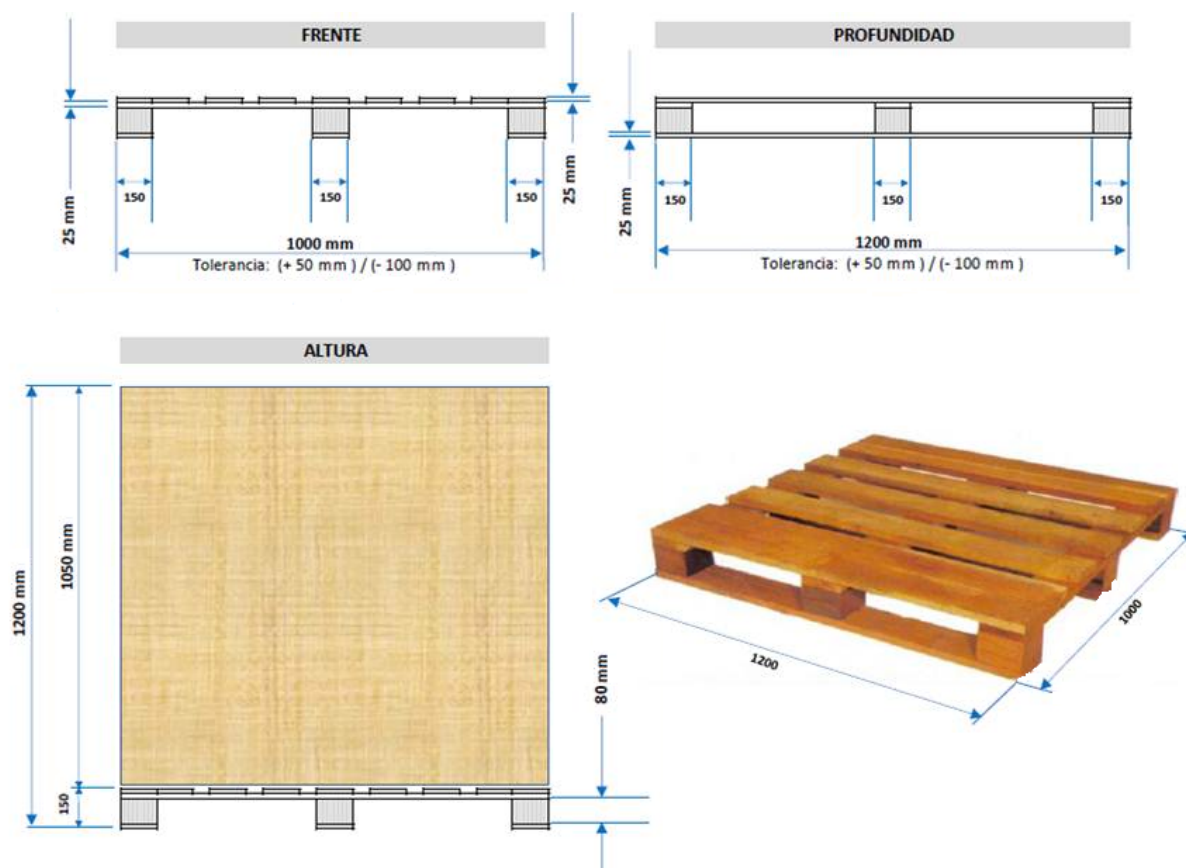 FRENTE
25 mm
150
150
150
25 mm
1000 mm
Tolerancia: (+ 50 mm ) / (- 100 mm )
PROFUNDIDAD
25 mm
150
150
150
1200 mm
Tolerancia: (+ 50 mm ) / (- 100 mm )
ALTURA
1200 mm
1050 mm
150
80 mm
1200
1000